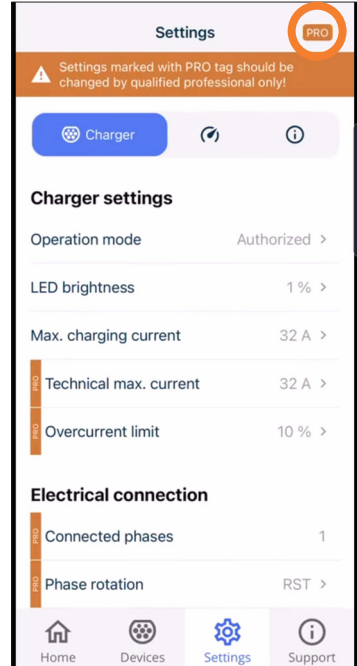 Settings
PRO
Settings marked with PRO tag should be
changed by qualified professional only!
Charger
Charger settings
Operation mode Authorized >
LED brightness 1 % >
Max. charging current 32 A >
PRO Technical max. current 32 A >
PRO Overcurrent limit 10 % >
Electrical connection
PRO Connected phases 1
PRO Phase rotation RST >
Home Devices Settings Support